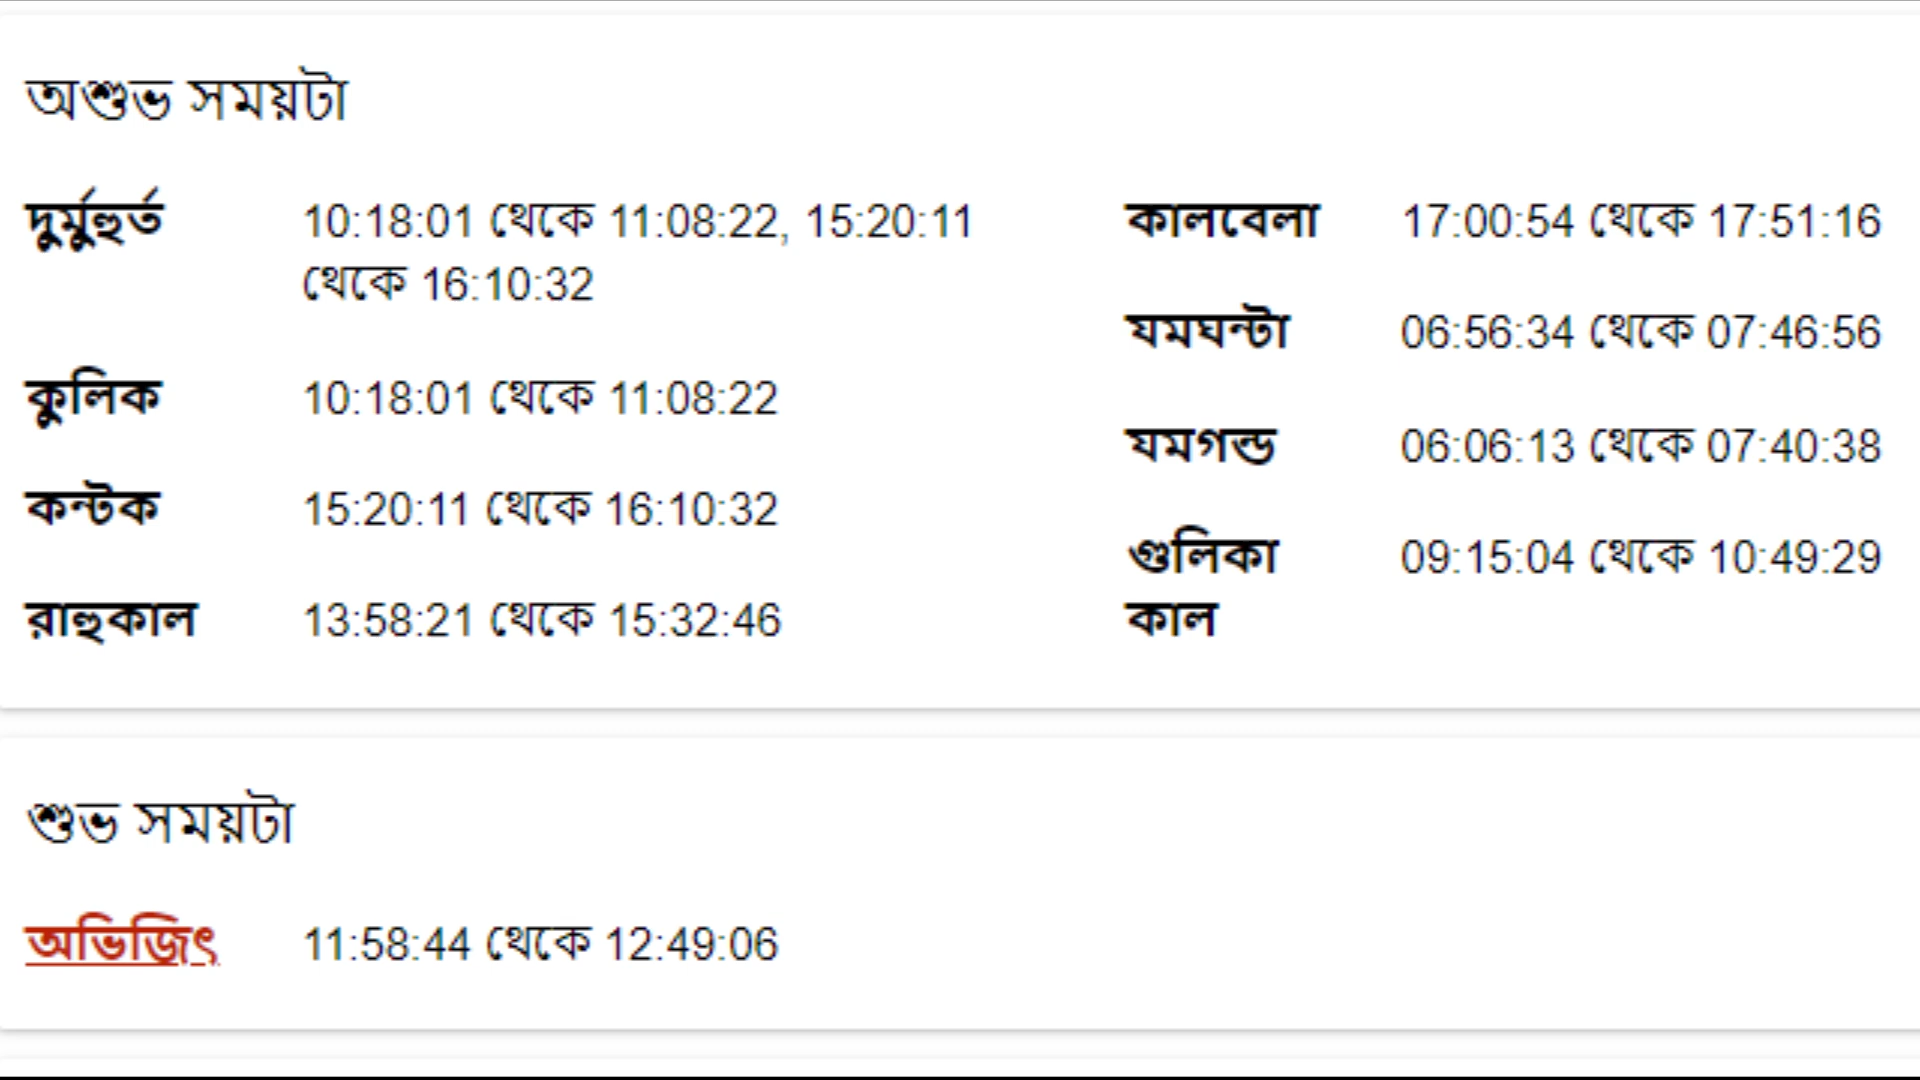 অশুভ সময়টা
দুর্মুহুর্ত 10:18:01 থেকে 11:08:22, 15:20:11
থেকে 16:10:32
কুলিক 10:18:01 থেকে 11:08:22
কন্টক 15:20:11 থেকে 16:10:32
রাহুকাল 13:58:21 থেকে 15:32:46
কালবেলা 17:00:54 থেকে 17:51:16
যমঘন্টা 06:56:34 থেকে 07:46:56
যমগন্ড 06:06:13 থেকে 07:40:38
গুলিকা 09:15:04 থেকে 10:49:29
কাল
শুভ সময়টা
অভিজিৎ 11:58:44 থেকে 12:49:06